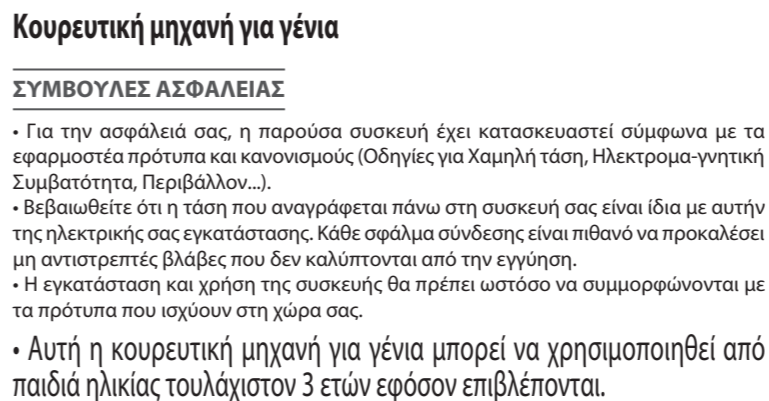 Κουρευτική μηχανή για γένια
ΣΥΜΒΟΥΛΕΣ ΑΣΦΑΛΕΙΑΣ
• Για την ασφάλειά σας, η παρούσα συσκευή έχει κατασκευαστεί σύμφωνα με τα
εφαρμοστέα πρότυπα και κανονισμούς (Οδηγίες για Χαμηλή τάση, Ηλεκτρομα-γνητική
Συμβατότητα, Περιβάλλον...).
• Βεβαιωθείτε ότι η τάση που αναγράφεται πάνω στη συσκευή σας είναι ίδια με αυτήν
της ηλεκτρικής σας εγκατάστασης. Κάθε σφάλμα σύνδεσης είναι πιθανό να προκαλέσει
μη αντιστρεπτές βλάβες που δεν καλύπτονται από την εγγύηση.
• Η εγκατάσταση και χρήση της συσκευής θα πρέπει ωστόσο να συμμορφώνονται με
τα πρότυπα που ισχύουν στη χώρα σας.
• Αυτή η κουρευτική μηχανή για γένια μπορεί να χρησιμοποιηθεί από
παιδιά ηλικίας τουλάχιστον 3 ετών εφόσον επιβλέπονται.